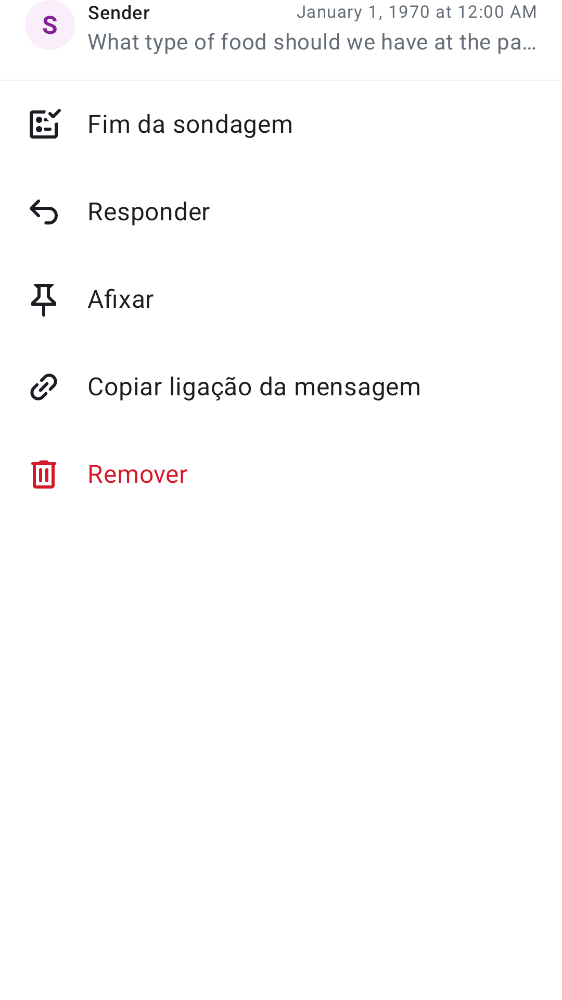 S
Sender
January 1, 1970 at 12:00 AM
What type of food should we have at the pa…
Fim da sondagem
Responder
Afixar
Copiar ligação da mensagem
Remover